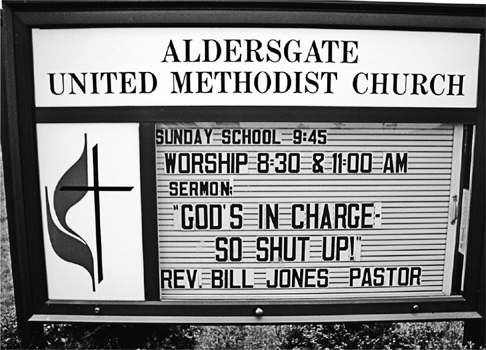 ALDERSGATE
UNITED METHODIST CHURCH
SUNDAY SCHOOL 9:45
WORSHIP 8:30 & 11:00 AM
SERMON:
"GOD'S IN CHARGE-
SO SHUT UP!"
REV. BILL JONES PASTOR